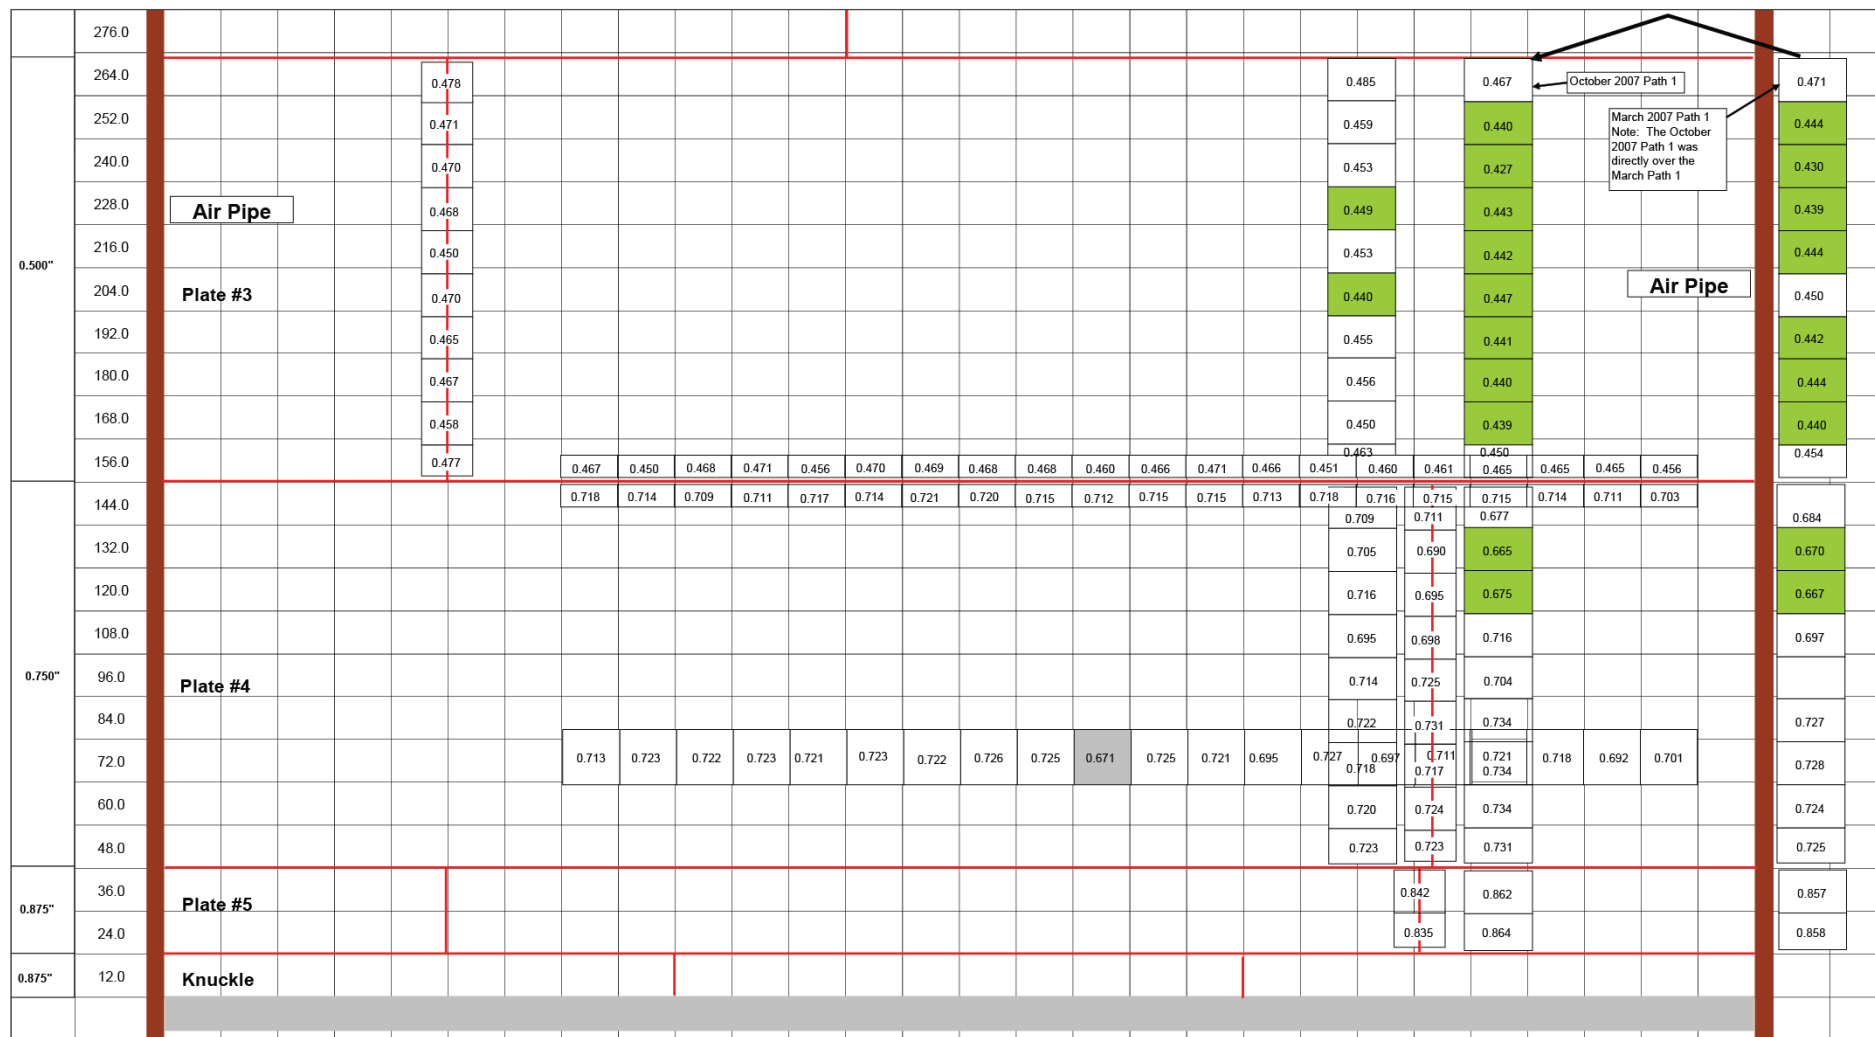 276.0
264.0 0.478 0.485 0.467 October 2007 Path 1 0.471
March 2007 Path 1
Note: The October
2007 Path 1 was
directly over the
March Path 1
252.0 0.471 0.459 0.440 0.444
240.0 0.470 0.453 0.427 0.430
228.0 Air Pipe 0.468 0.449 0.443 0.439
216.0 0.450 0.453 0.442 0.444
0.500"
Air Pipe
204.0 Plate #3 0.470 0.440 0.447 0.450
192.0 0.465 0.455 0.441 0.442
180.0 0.467 0.456 0.440 0.444
168.0 0.458 0.450 0.439 0.440
0.463 0.450 0.454
156.0 0.477
0.467 0.450 0.468 0.471 0.456 0.470 0.469 0.468 0.468 0.460 0.466 0.471 0.466 0.451 0.460 0.461 0.465 0.465 0.465 0.456
0.718 0.714 0.709 0.711 0.717 0.714 0.721 0.720 0.715 0.712 0.715 0.715 0.713 0.718 0.716 0.715 0.715 0.714 0.711 0.703
144.0 0.709 0.711 0.677 0.684
132.0 0.705 0.690 0.665 0.670
120.0 0.716 0.695 0.675 0.667
108.0 0.695 0.698 0.716 0.697
0.750" 96.0 Plate #4 0.714 0.725 0.704
84.0 0.722 0.731 0.734 0.727
0.713 0.723 0.722 0.723 0.721 0.723 0.722 0.726 0.725 0.671 0.725 0.721 0.695 0.727 0.697 0.711 0.721 0.718 0.692 0.701
72.0 0.718 0.717 0.734 0.728
60.0 0.720 0.724 0.734 0.724
48.0 0.723 0.723 0.731 0.725
36.0 0.842 0.862 0.857
0.875" Plate #5
24.0 0.835 0.864 0.858
0.875" 12.0 Knuckle